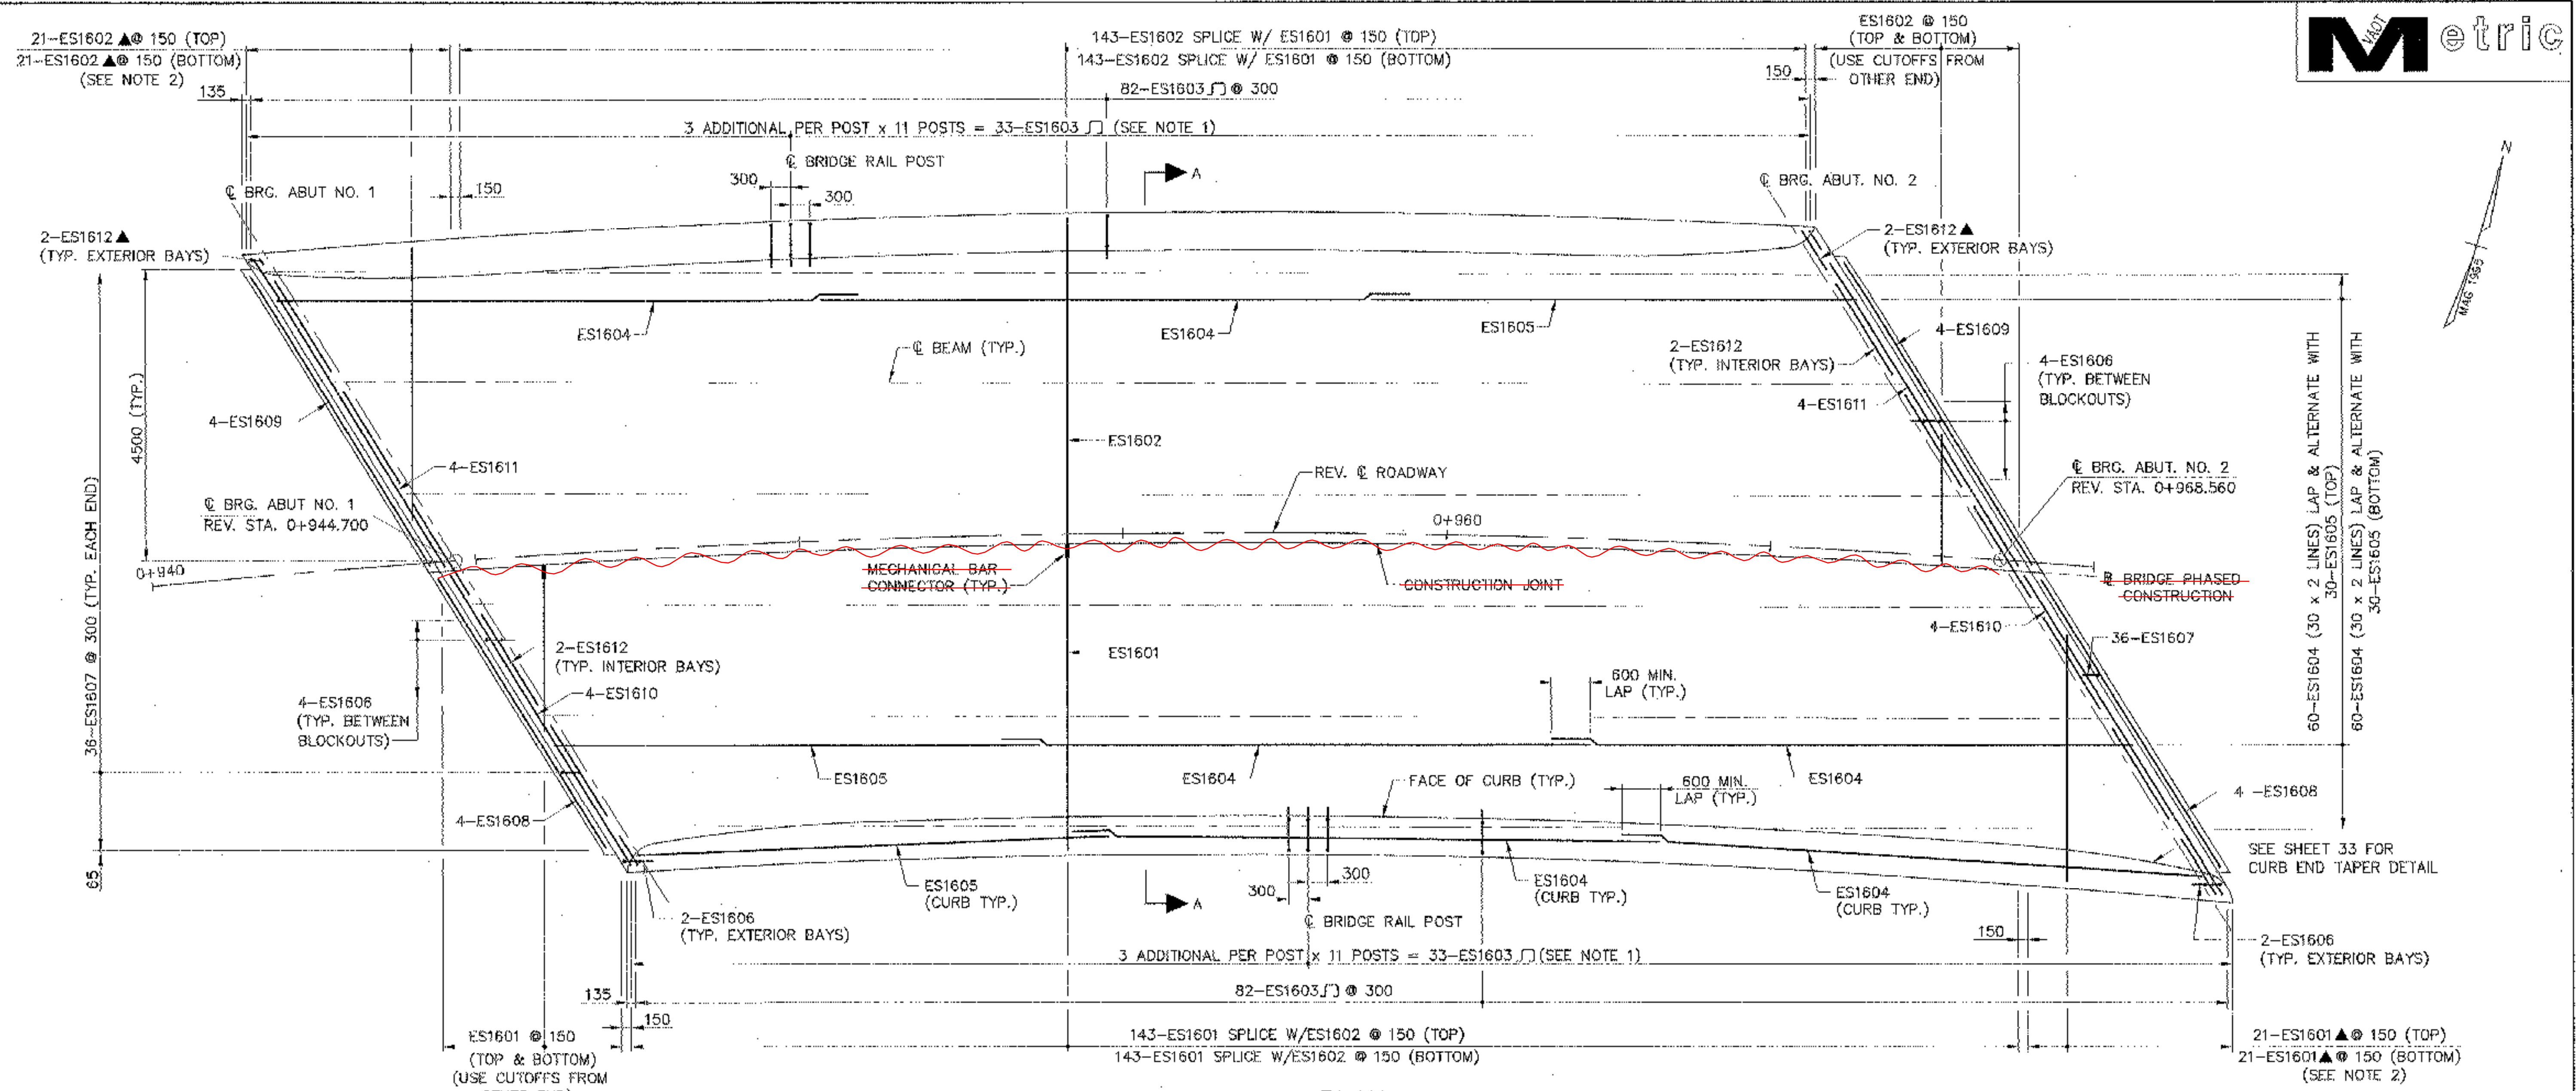 21-ES1602 ▲@ 150 (TOP)
21-ES1602 ▲@ 150 (BOTTOM)
(SEE NOTE 2)
143-ES1602 SPLICE W/ ES1601 @ 150 (TOP)
143-ES1602 SPLICE W/ ES1601 @ 150 (BOTTOM)
ES1602 @ 150
(TOP & BOTTOM)
(USE CUTOFFS FROM
OTHER END)
VAOT
Metric
135
82-ES1603 @ 300
150
3 ADDITIONAL PER POST x 11 POSTS = 33-ES1603 (SEE NOTE 1)
℄ BRIDGE RAIL POST
A
N
MAG 1995
℄ BRG. ABUT NO. 1
150
300
300
℄ BRG. ABUT. NO. 2
2-ES1612▲
(TYP. EXTERIOR BAYS)
2-ES1612▲
(TYP. EXTERIOR BAYS)
ES1604
ES1604
ES1605
4-ES1609
℄ BEAM (TYP.)
2-ES1612
(TYP. INTERIOR BAYS)
4-ES1606
(TYP. BETWEEN
BLOCKOUTS)
4500 (TYP.)
4-ES1609
4-ES1611
ES1602
4-ES1611
REV. ℄ ROADWAY
℄ BRG. ABUT. NO. 2
REV. STA. 0+968.560
36-ES1607 @ 300 (TYP. EACH END)
℄ BRG. ABUT NO. 1
REV. STA. 0+944.700
0+960
0+940
MECHANICAL BAR
CONNECTOR (TYP.)
CONSTRUCTION JOINT
BRIDGE PHASED
CONSTRUCTION
60-ES1604 (30 x 2 LINES) LAP & ALTERNATE WITH
30-ES1605 (TOP)
60-ES1604 (30 x 2 LINES) LAP & ALTERNATE WITH
30-ES1605 (BOTTOM)
4-ES1610
36-ES1607
2-ES1612
(TYP. INTERIOR BAYS)
ES1601
4-ES1610
600 MIN.
LAP (TYP.)
4-ES1606
(TYP. BETWEEN
BLOCKOUTS)
ES1605
ES1604
FACE OF CURB (TYP.)
600 MIN.
LAP (TYP.)
ES1604
4-ES1608
4 -ES1608
65
SEE SHEET 33 FOR
CURB END TAPER DETAIL
ES1605
(CURB TYP.)
300
300
ES1604
(CURB TYP.)
ES1604
(CURB TYP.)
A
2-ES1606
(TYP. EXTERIOR BAYS)
℄ BRIDGE RAIL POST
150
2-ES1606
(TYP. EXTERIOR BAYS)
3 ADDITIONAL PER POST x 11 POSTS = 33-ES1603 (SEE NOTE 1)
135
82-ES1603 @ 300
150
ES1601 @ 150
(TOP & BOTTOM)
(USE CUTOFFS FROM
143-ES1601 SPLICE W/ES1602 @ 150 (TOP)
143-ES1601 SPLICE W/ES1602 @ 150 (BOTTOM)
21-ES1601▲@ 150 (TOP)
21-ES1601▲@ 150 (BOTTOM)
(SEE NOTE 2)